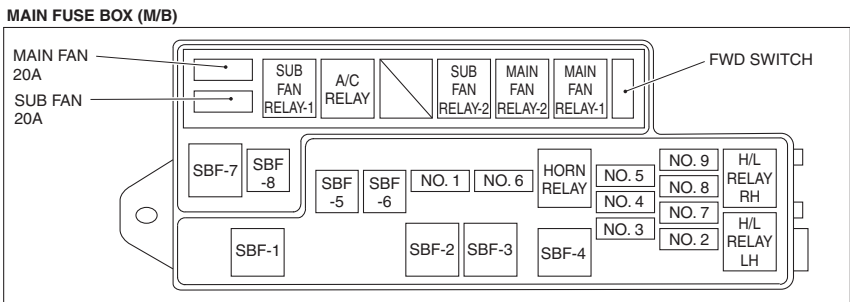 MAIN FUSE BOX (M/B)
MAIN FAN
20A
SUB FAN
20A
SUB
FAN
RELAY-1
A/C
RELAY
SUB
FAN
RELAY-2
MAIN
FAN
RELAY-2
MAIN
FAN
RELAY-1
FWD SWITCH
SBF-7
SBF
-8
SBF
-5
SBF
-6
NO. 1
NO. 6
HORN
RELAY
NO. 5
NO. 4
NO. 3
NO. 9
NO. 8
NO. 7
NO. 2
H/L
RELAY
RH
H/L
RELAY
LH
SBF-1
SBF-2
SBF-3
SBF-4